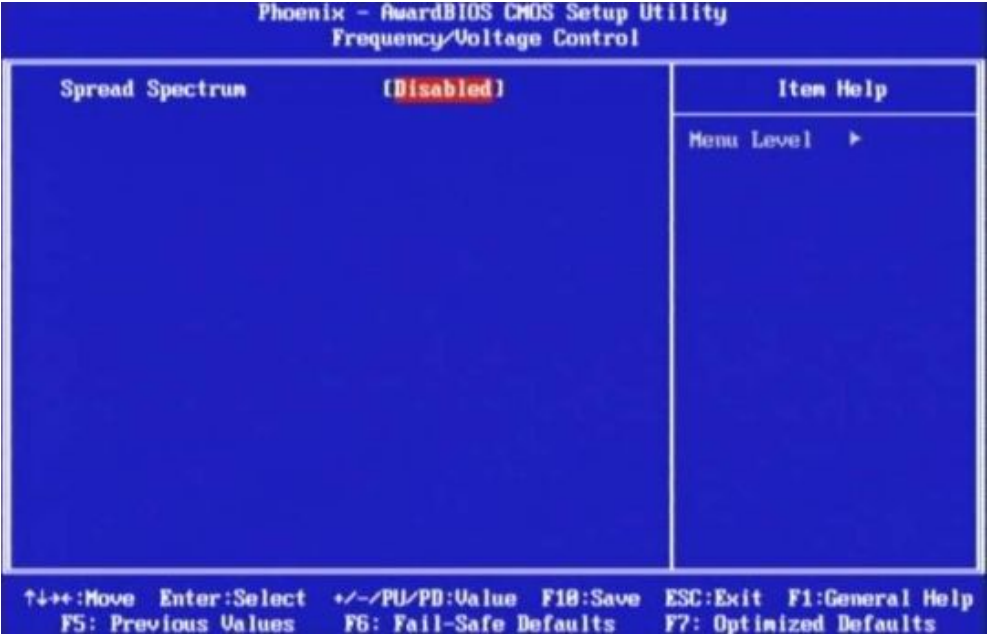 Phoenix - AwardBIOS CMOS Setup Utility
Frequency/Voltage Control
Spread Spectrum [Disabled]
Item Help
Menu Level ►
↑↓→←:Move Enter:Select +/-/PU/PD:Value F10:Save ESC:Exit F1:General Help
F5: Previous Values F6: Fail-Safe Defaults F7: Optimized Defaults